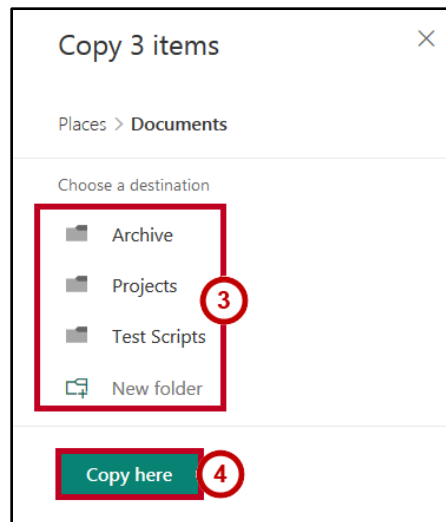 Copy 3 items
Places > Documents
Choose a destination
Archive
Projects
3
Test Scripts
New folder
Copy here
4